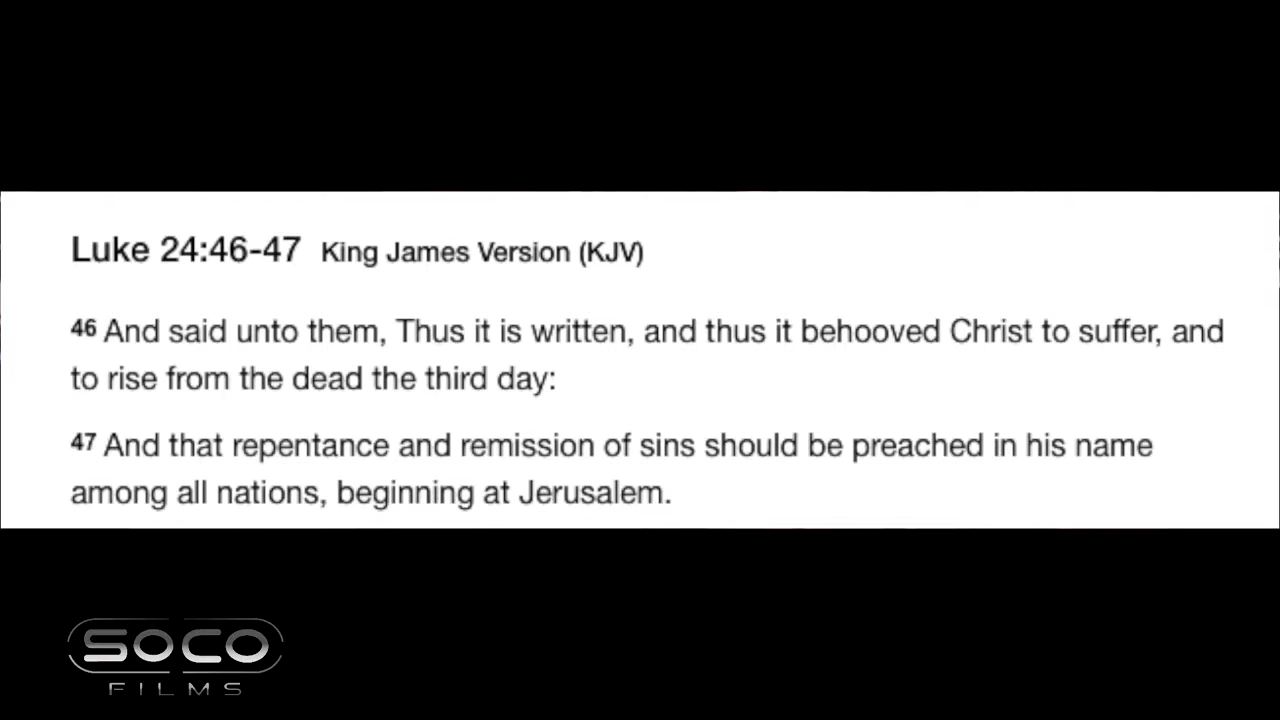 Luke 24:46-47 King James Version (KJV)
46 And said unto them, Thus it is written, and thus it behooved Christ to suffer, and
to rise from the dead the third day:
47 And that repentance and remission of sins should be preached in his name
among all nations, beginning at Jerusalem.
SOCO
FILMS